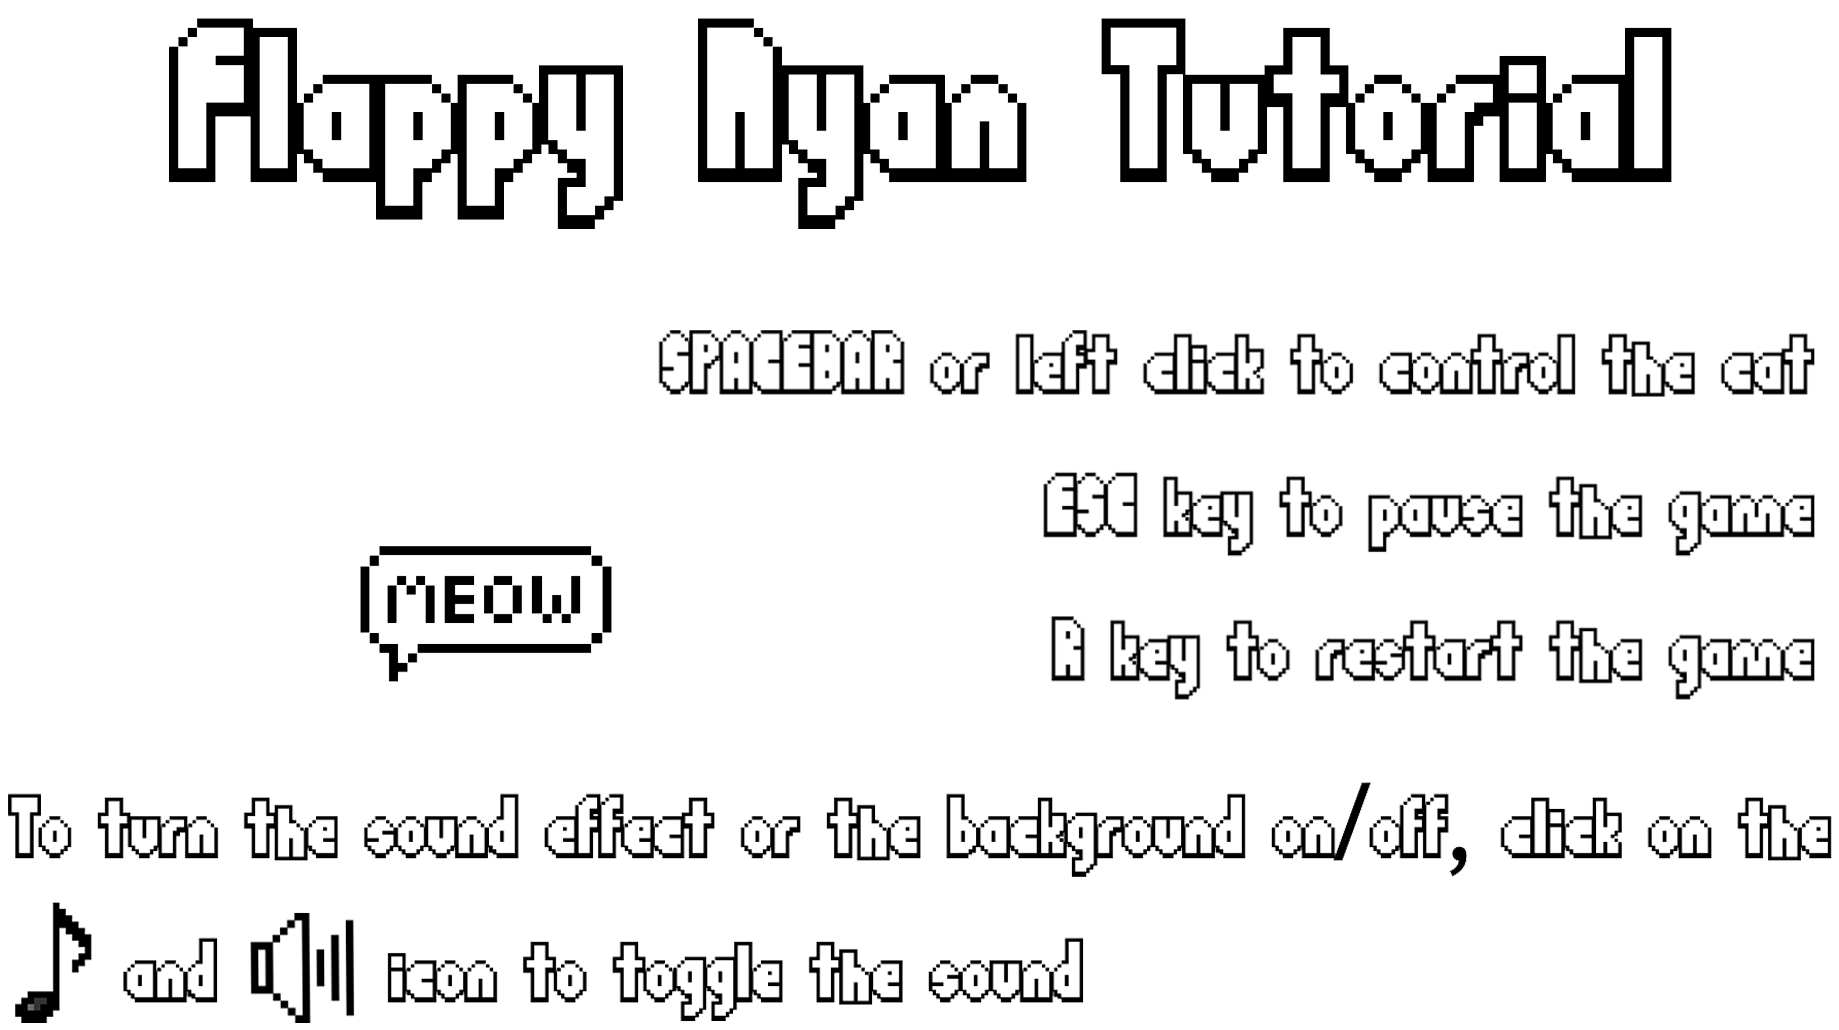 Flappy Nyan Tutorial
SPACEBAR or left click to control the cat
ESC key to pause the game
MEOW
R key to restart the game
To turn the sound effect or the background on/off, click on the
and icon to toggle the sound